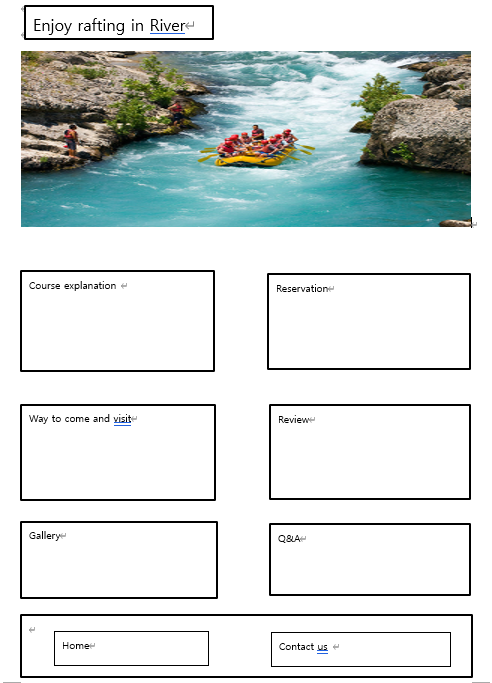 Enjoy rafting in River
Course explanation
Reservation
Way to come and visit
Review
Gallery
Q&A
Home
Contact us